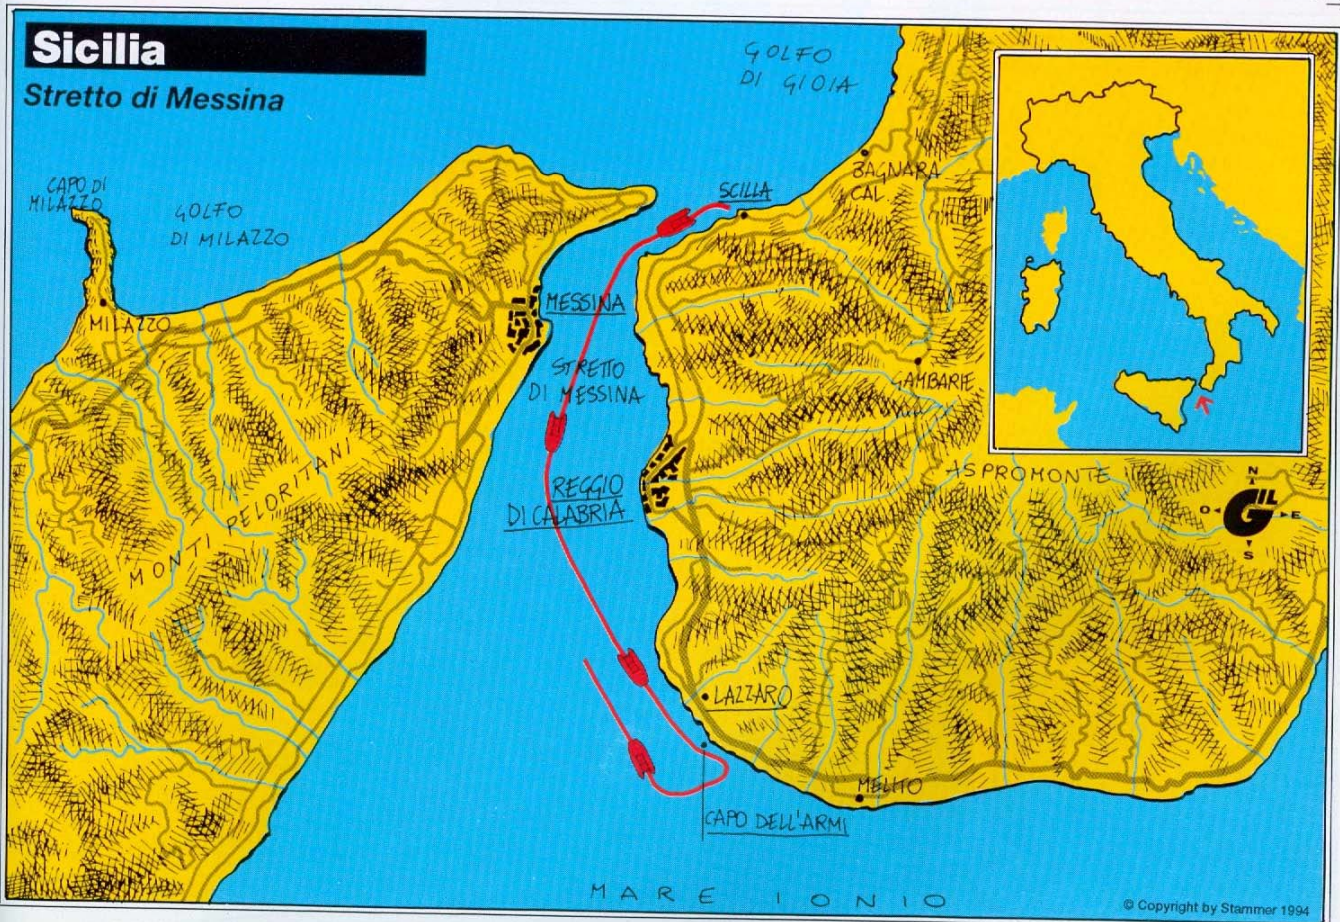 Sicilia
Stretto di Messina
GOLFO
DI GIOIA
CAPO DI
MILAZZO
GOLFO
DI MILAZZO
SCILLA
BAGNARA
CAL
MILAZZO
MESSINA
STRETTO
DI MESSINA
GAMBARIE
MONTI PELORITANI
REGGIO
DI CALABRIA
ASPROMONTE
N
O
GIL
E
S
LAZZARO
MELITO
CAPO DELL'ARMI
MARE IONIO
© Copyright by Stammer 1994